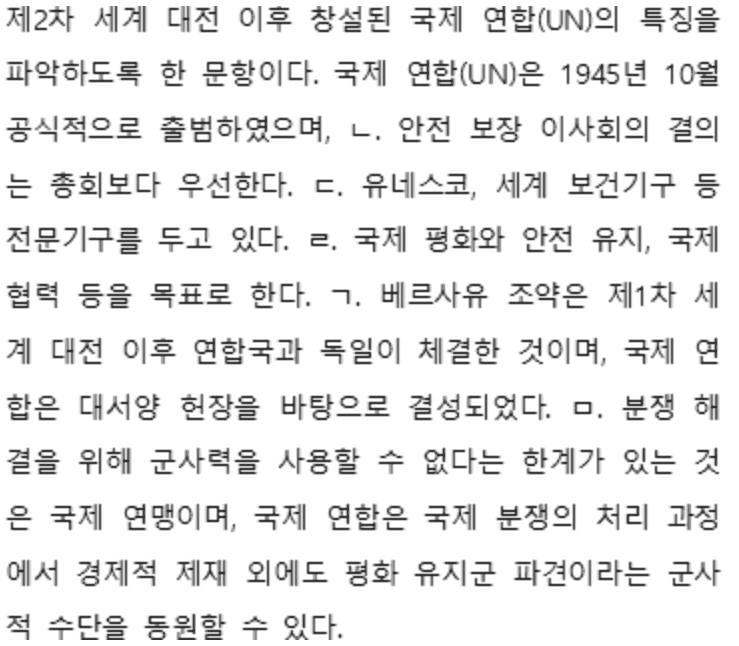 제2차 세계 대전 이후 창설된 국제 연합(UN)의 특징을
파악하도록 한 문항이다. 국제 연합(UN)은 1945년 10월
공식적으로 출범하였으며, ㄴ. 안전 보장 이사회의 결의
는 총회보다 우선한다. ㄷ. 유네스코, 세계 보건기구 등
전문기구를 두고 있다. ㄹ. 국제 평화와 안전 유지, 국제
협력 등을 목표로 한다. ㄱ. 베르사유 조약은 제1차 세
계 대전 이후 연합국과 독일이 체결한 것이며, 국제 연
합은 대서양 헌장을 바탕으로 결성되었다. ㅁ. 분쟁 해
결을 위해 군사력을 사용할 수 없다는 한계가 있는 것
은 국제 연맹이며, 국제 연합은 국제 분쟁의 처리 과정
에서 경제적 제재 외에도 평화 유지군 파견이라는 군사
적 수단을 동원할 수 있다.